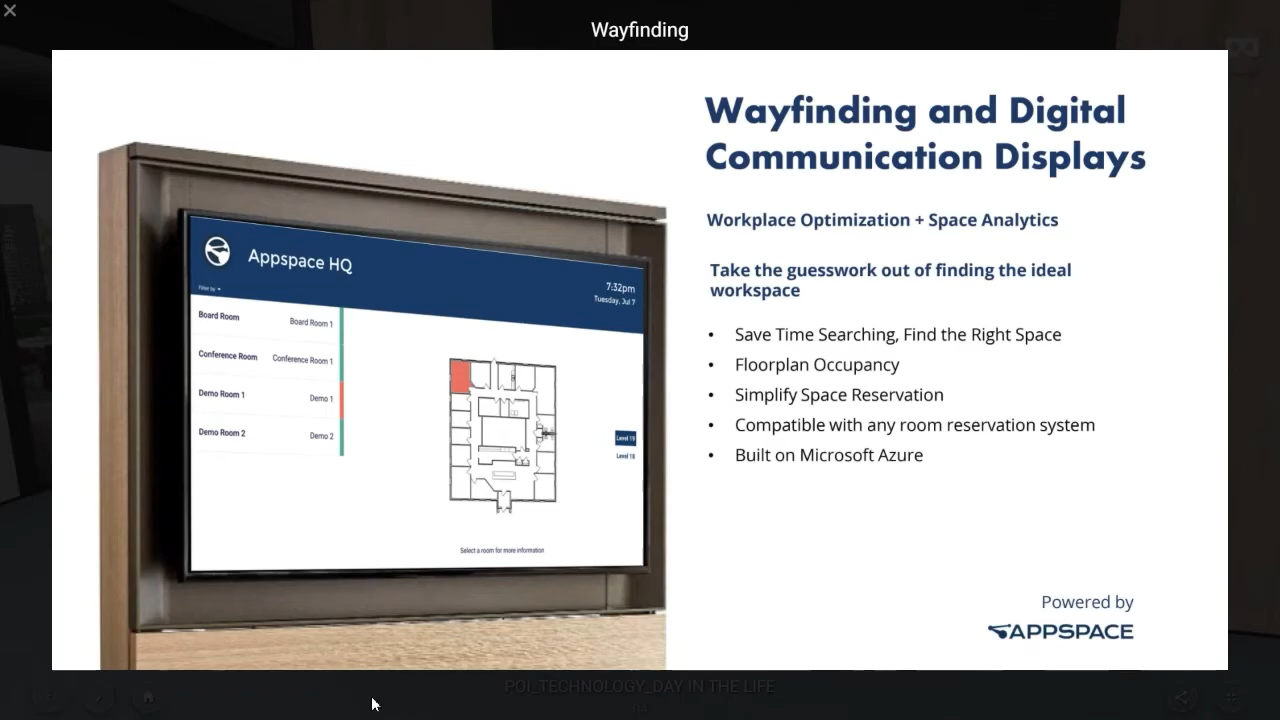 Wayfinding
Wayfinding and Digital
Communication Displays
Workplace Optimization + Space Analytics
Take the guesswork out of finding the ideal
workspace
• Save Time Searching, Find the Right Space
• Floorplan Occupancy
• Simplify Space Reservation
• Compatible with any room reservation system
• Built on Microsoft Azure
Powered by
APPSPACE
Appspace HQ
7:32pm
Tuesday, Jul 7
Filter by
Board Room Board Room 1
Conference Room Conference Room 1
Demo Room 1 Demo 1
Demo Room 2 Demo 2
Level 19
Level 18
Select a room for more information
POI_TECHNOLOGY_DAY IN THE LIFE